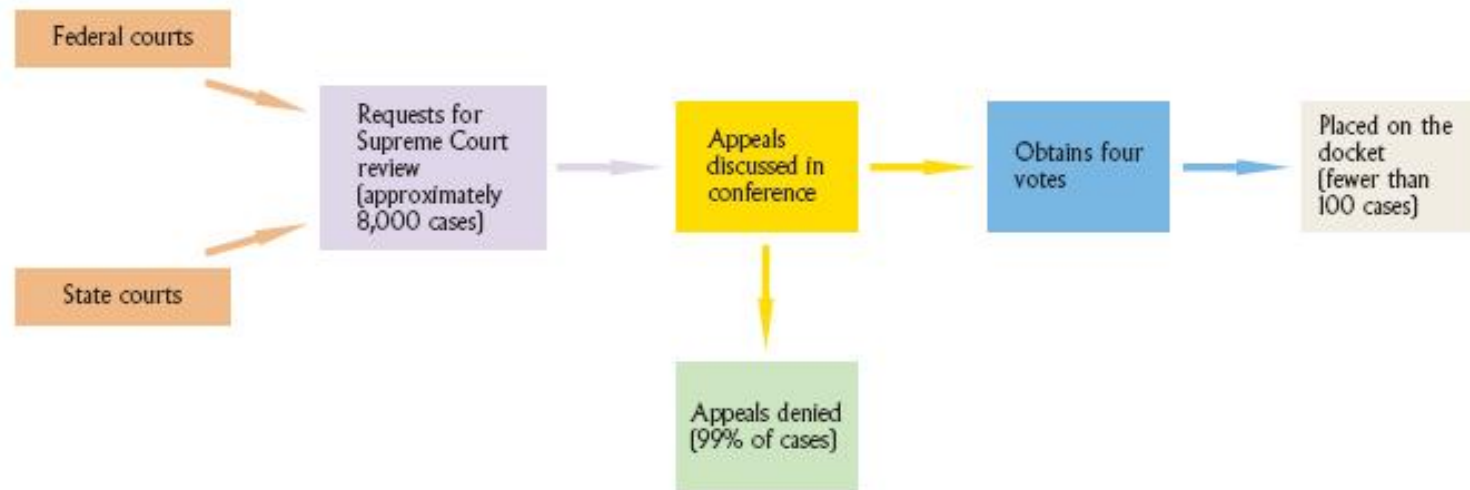 Federal courts
State courts
Requests for
Supreme Court
review
(approximately
8,000 cases)
Appeals
discussed in
conference
Appeals denied
(99% of cases)
Obtains four
votes
Placed on the
docket
(fewer than
100 cases)